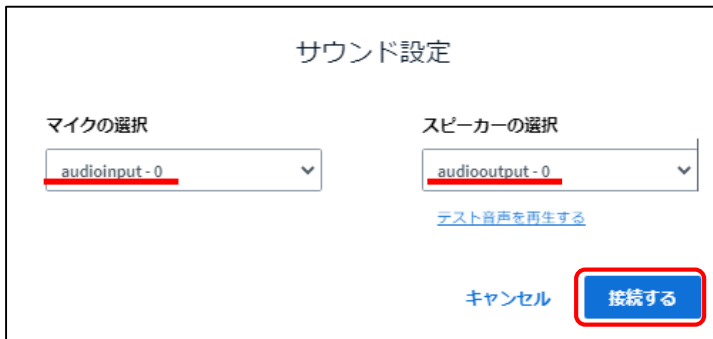 サウンド設定
マイクの選択
スピーカーの選択
audioinput - 0
audiooutput - 0
テスト音声を再生する
キャンセル
接続する